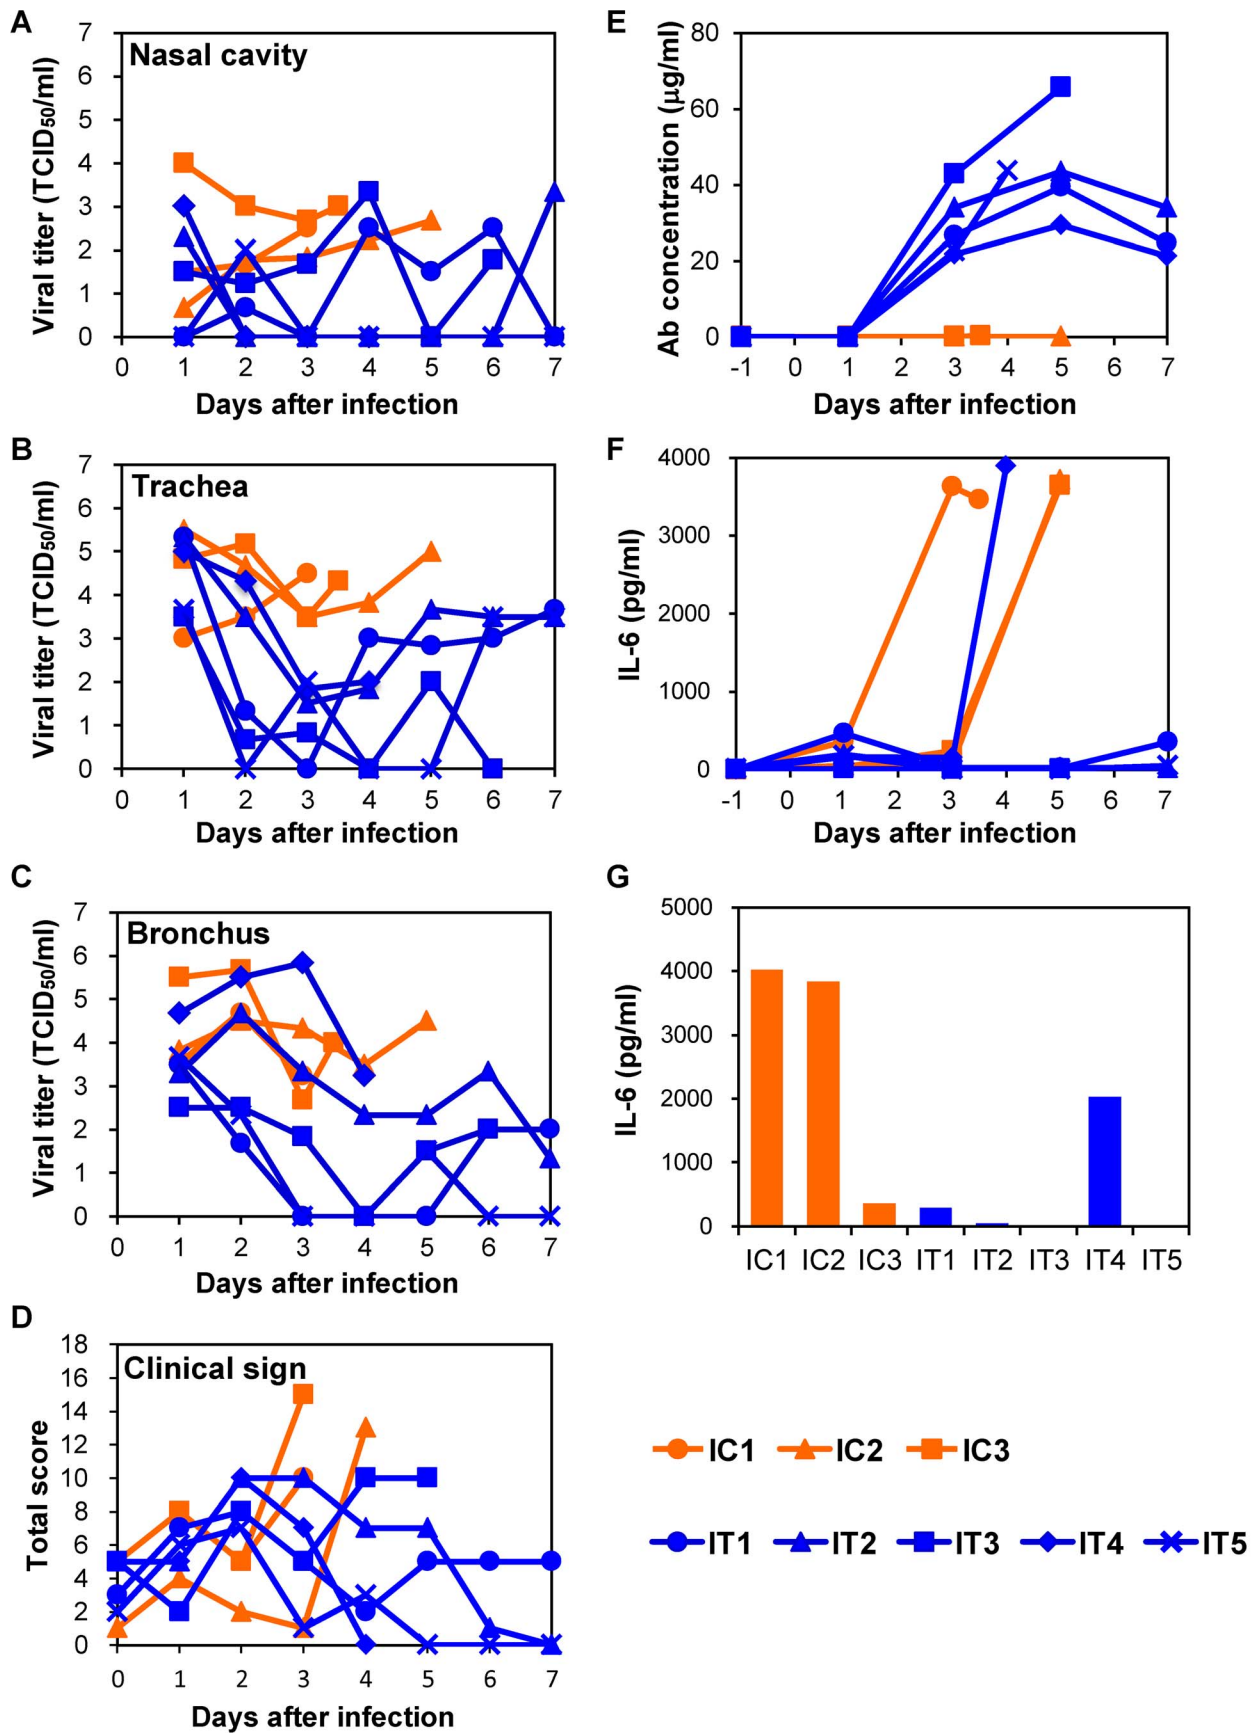 A
Nasal cavity
Viral titer (TCID50/ml)
7
6
5
4
3
2
1
0
0 1 2 3 4 5 6 7
Days after infection
B
Trachea
Viral titer (TCID50/ml)
7
6
5
4
3
2
1
0
0 1 2 3 4 5 6 7
Days after infection
C
Bronchus
Viral titer (TCID50/ml)
7
6
5
4
3
2
1
0
0 1 2 3 4 5 6 7
Days after infection
D
Clinical sign
Total score
18
16
14
12
10
8
6
4
2
0
0 1 2 3 4 5 6 7
Days after infection
E
Ab concentration (μg/ml)
80
60
40
20
0
-1 0 1 2 3 4 5 6 7
Days after infection
F
IL-6 (pg/ml)
4000
3000
2000
1000
0
-1 0 1 2 3 4 5 6 7
Days after infection
G
IL-6 (pg/ml)
5000
4000
3000
2000
1000
0
IC1 IC2 IC3 IT1 IT2 IT3 IT4 IT5
IC1 IC2 IC3
IT1 IT2 IT3 IT4 IT5